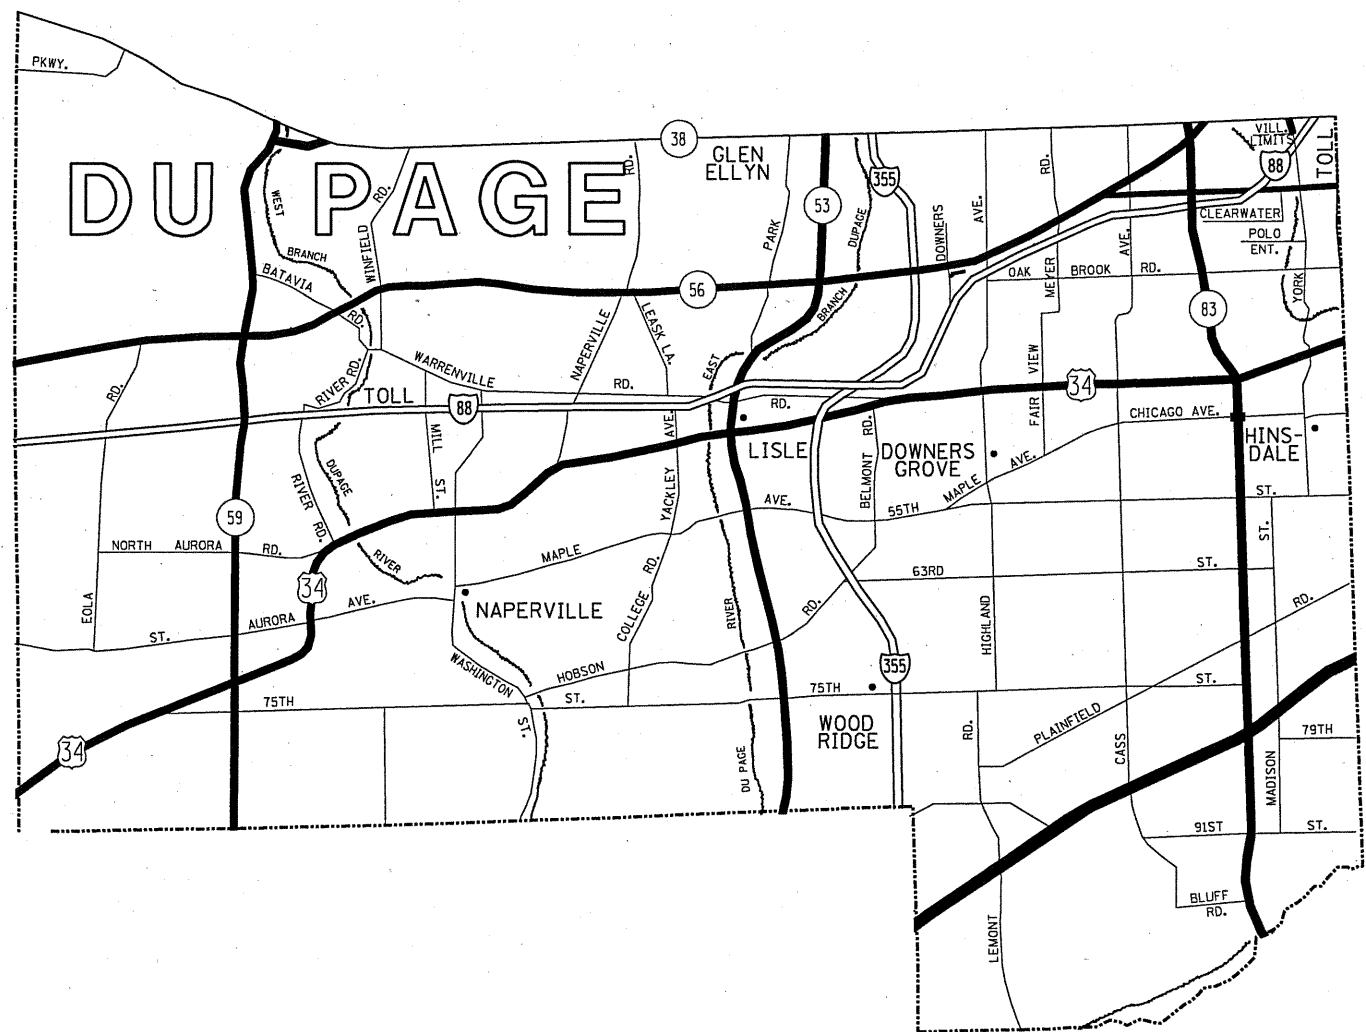 PKWY.
DU PAGE
38
GLEN
ELLYN
355
53
VILL.
LIMITS
88
TOLL
WEST
BRANCH
BATAVIA
RD.
WINFIELD
RD.
RD.
NAPERVILLE
PARK
DUPAGE
BRANCH
EAST
DOWNERS
AVE.
RD.
MEYER
AVE.
CLEARWATER
POLO
ENT.
YORK
OAK BROOK RD.
56
83
LEASK LA.
WARRENVILLE
RD.
RD.
RIVER RD.
TOLL
88
34
RD.
FAIR VIEW
CHICAGO AVE.
HINS-
DALE
LISLE
DOWNERS
GROVE
BELMONT RD.
MAPLE AVE.
55TH
ST.
MILL
ST.
DUPAGE
RIVER
RIVER RD.
59
YACKLEY AVE.
AVE.
MAPLE
NORTH AURORA RD.
34
EOLA
ST.
AURORA
AVE.
NAPERVILLE
COLLEGE RD.
RIVER
63RD
ST.
ST.
HIGHLAND
RD.
RD.
355
HOBSON
WASHINGTON
ST.
75TH
ST.
75TH
ST.
WOOD
RIDGE
34
DU PAGE
RD.
PLAINFIELD
CASS
79TH
MADISON
91ST
ST.
BLUFF
RD.
LEMONT